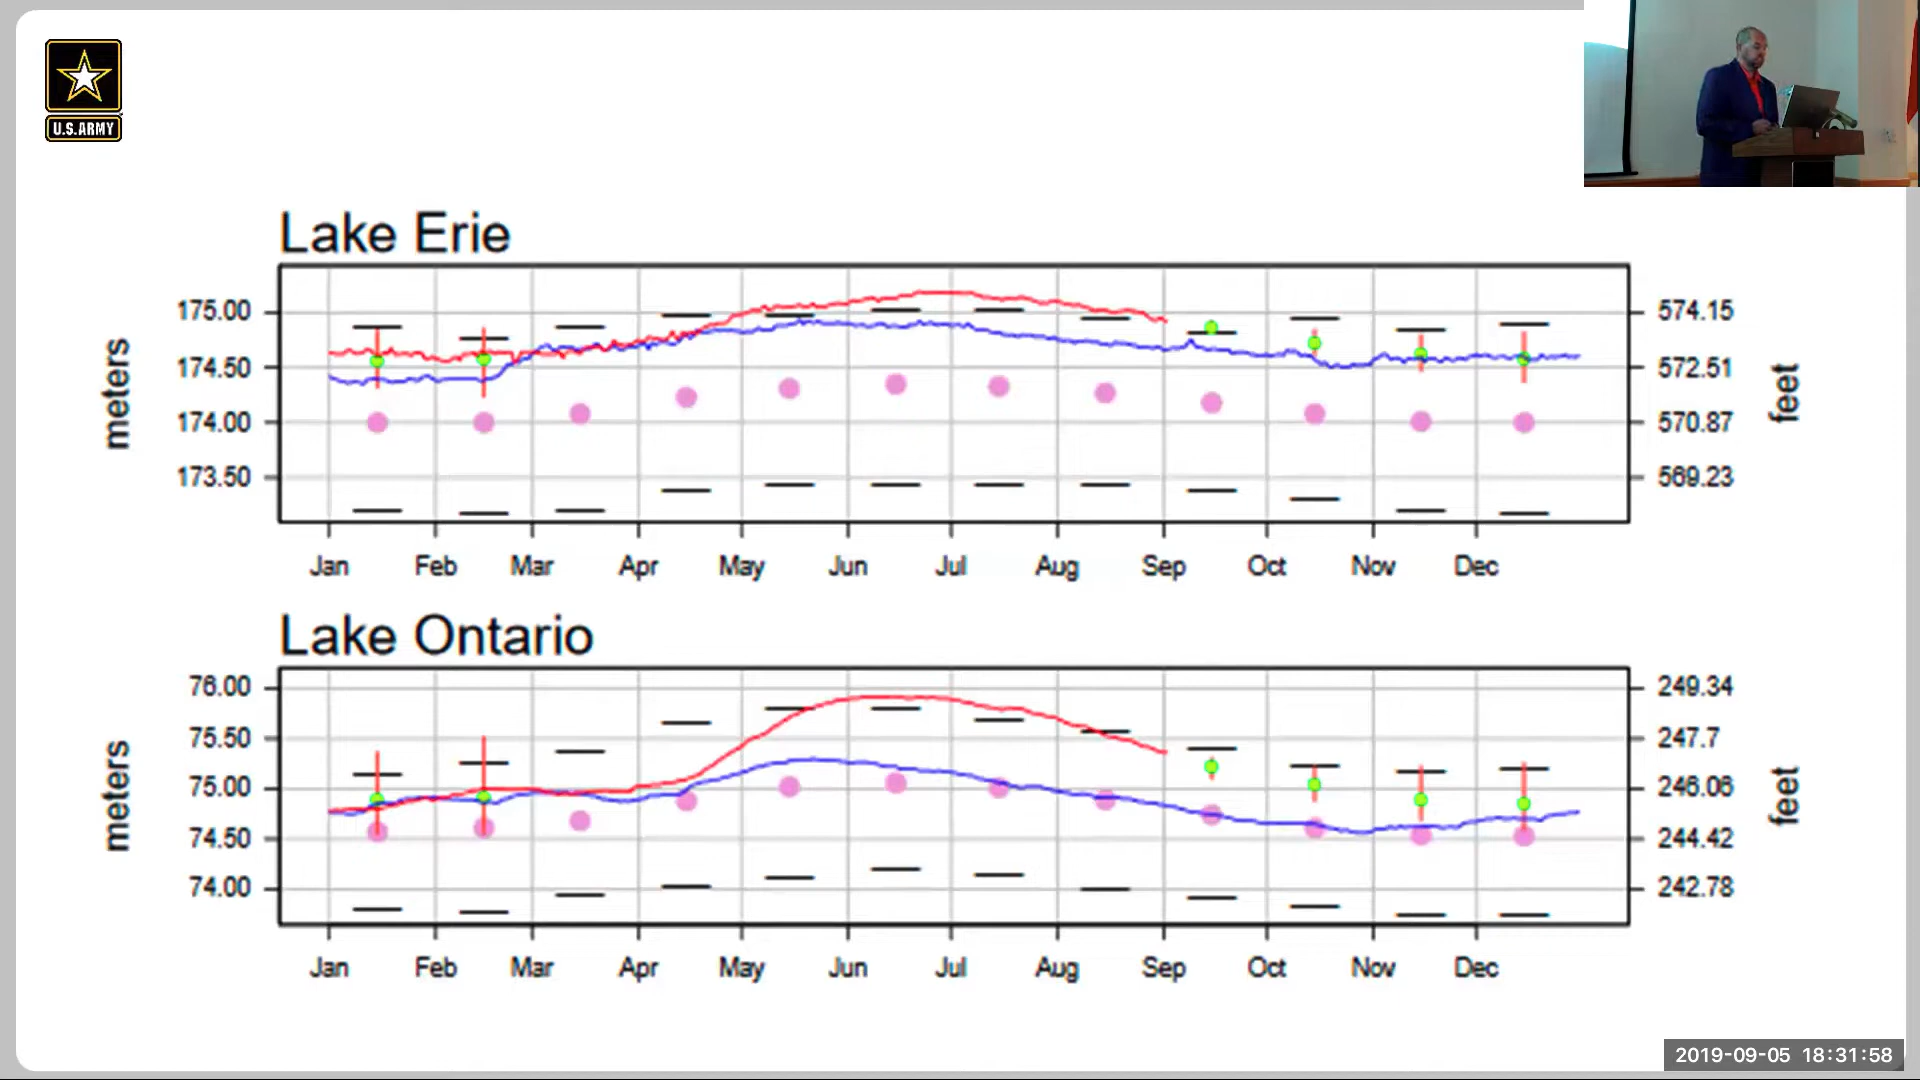 U.S.ARMY
Lake Erie
175.00
174.50
174.00
173.50
meters
574.15
572.51
570.87
569.23
feet
Jan Feb Mar Apr May Jun Jul Aug Sep Oct Nov Dec
Lake Ontario
76.00
75.50
75.00
74.50
74.00
meters
249.34
247.7
246.06
244.42
242.78
feet
Jan Feb Mar Apr May Jun Jul Aug Sep Oct Nov Dec
2019-09-05 18:31:58